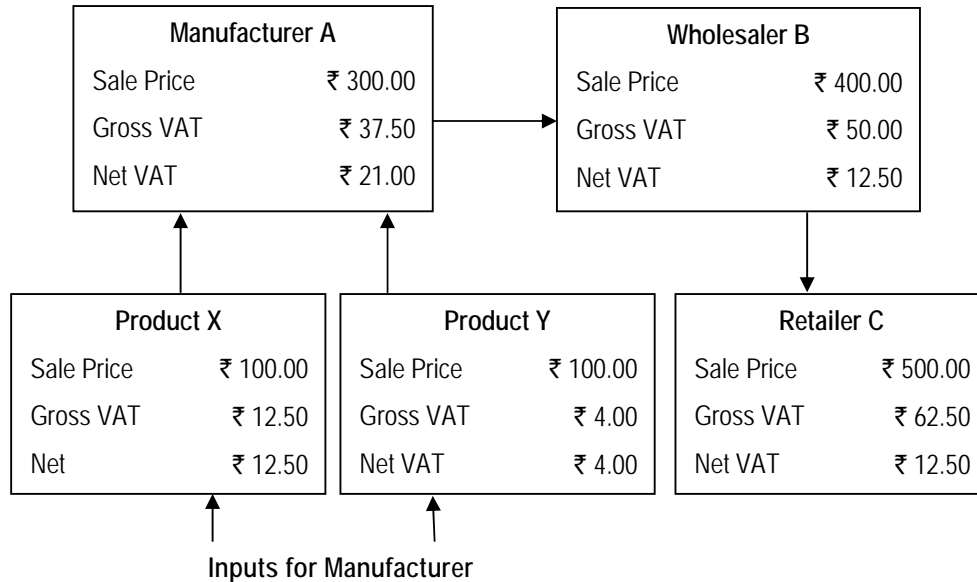 Manufacturer A
Sale Price ₹ 300.00
Gross VAT ₹ 37.50
Net VAT ₹ 21.00
Wholesaler B
Sale Price ₹ 400.00
Gross VAT ₹ 50.00
Net VAT ₹ 12.50
Product X
Sale Price ₹ 100.00
Gross VAT ₹ 12.50
Net ₹ 12.50
Product Y
Sale Price ₹ 100.00
Gross VAT ₹ 4.00
Net VAT ₹ 4.00
Retailer C
Sale Price ₹ 500.00
Gross VAT ₹ 62.50
Net VAT ₹ 12.50
Inputs for Manufacturer